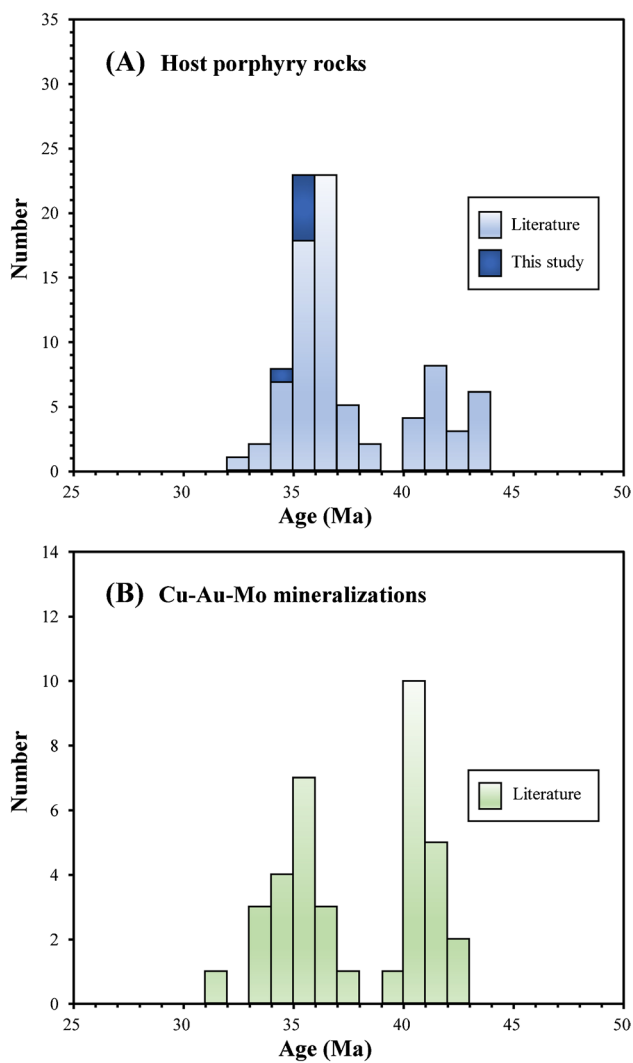 35
(A) Host porphyry rocks
30
25
20
15
10
5
0
Number
Literature
This study
25 30 35 40 45 50
Age (Ma)
14
(B) Cu-Au-Mo mineralizations
12
10
8
6
4
2
0
Number
Literature
25 30 35 40 45 50
Age (Ma)